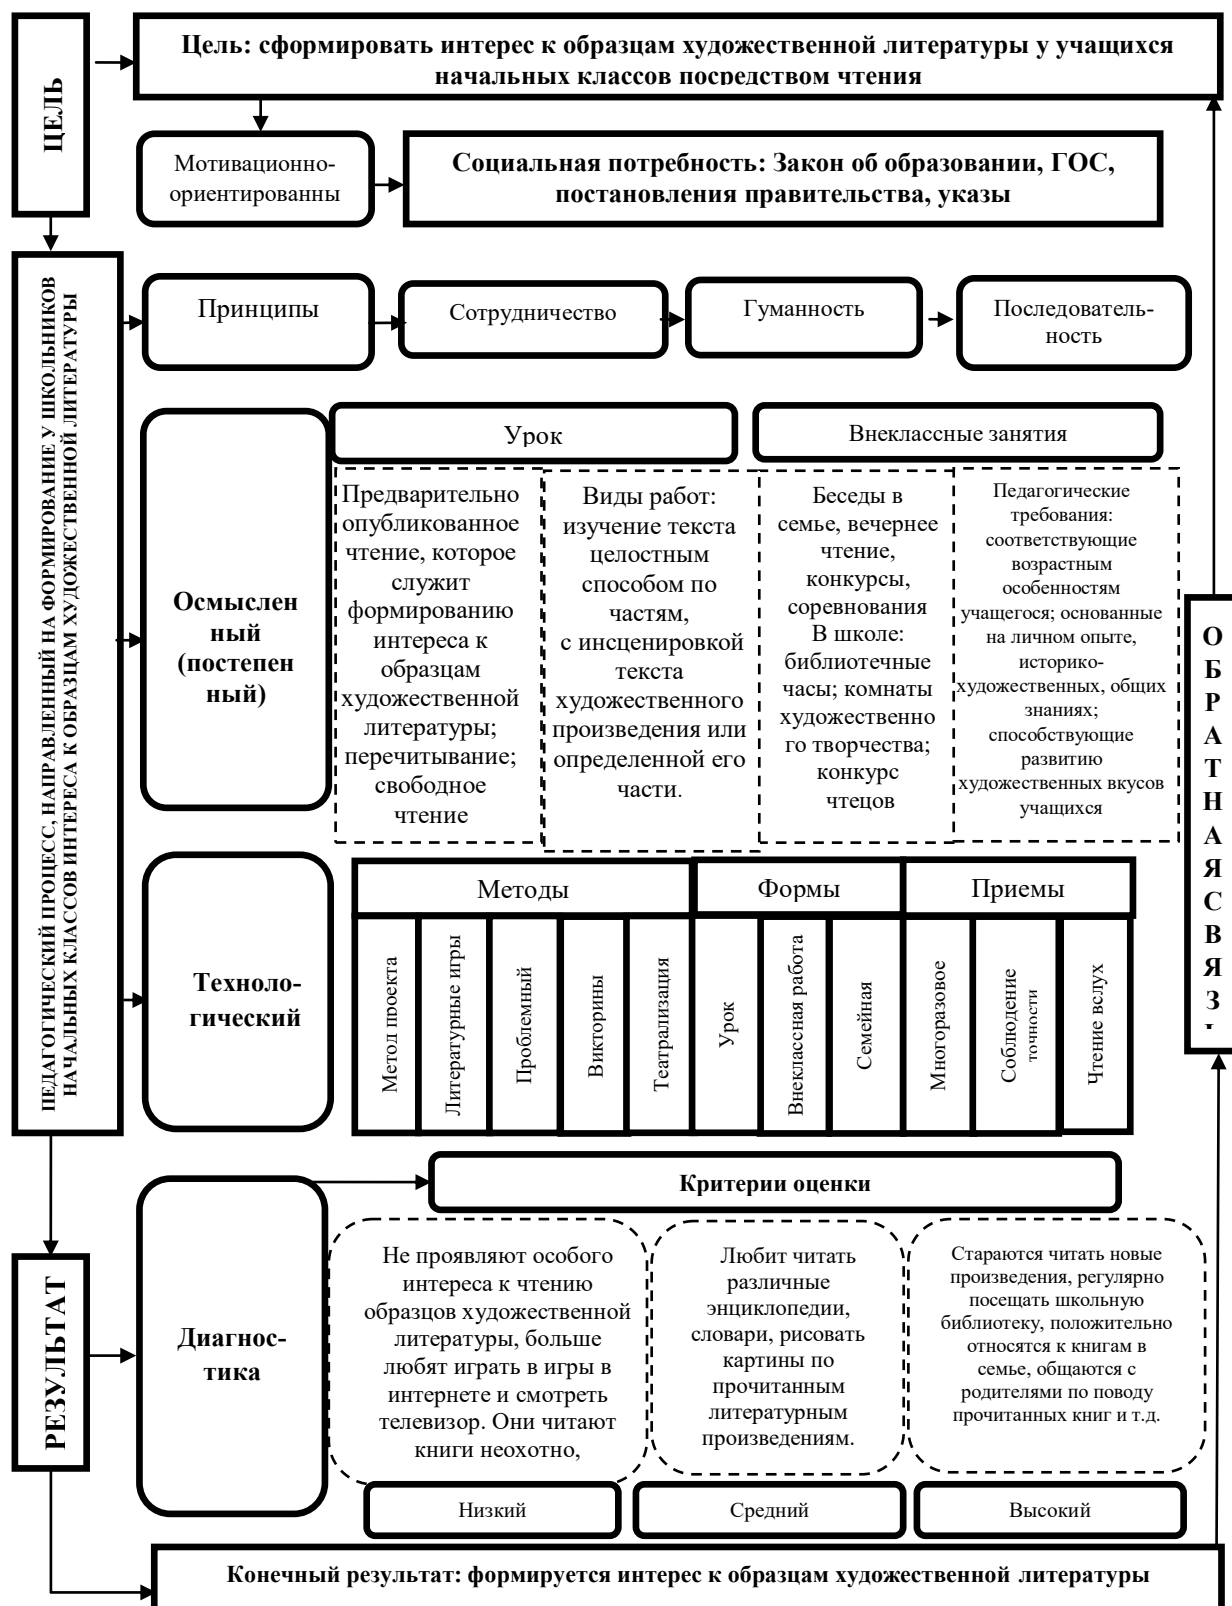 ЦЕЛЬ
Цель: сформировать интерес к образцам художественной литературы у учащихся
начальных классов посредством чтения
Мотивационно-
ориентированны
Социальная потребность: Закон об образовании, ГОС,
постановления правительства, указы
ПЕДАГОГИЧЕСКИЙ ПРОЦЕСС, НАПРАВЛЕННЫЙ НА ФОРМИРОВАНИЕ У ШКОЛЬНИКОВ
НАЧАЛЬНЫХ КЛАССОВ ИНТЕРЕСА К ОБРАЗЦАМ ХУДОЖЕСТВЕННОЙ ЛИТЕРАТУРЫ
Принципы
Сотрудничество
Гуманность
Последователь-
ность
Осмыслен
ный
(постепен
ный)
Урок
Внеклассные занятия
Предварительно
опубликованное
чтение, которое
служит
формированию
интереса к
образцам
художественной
литературы;
перечитывание;
свободное
чтение
Виды работ:
изучение текста
целостным
способом по
частям,
с инсценировкой
текста
художественного
произведения или
определенной его
части.
Беседы в
семье, вечернее
чтение,
конкурсы,
соревнования
В школе:
библиотечные
часы; комнаты
художественно
го творчества;
конкурс
чтецов
Педагогические
требования:
соответствующие
возрастным
особенностям
учащегося; основанные
на личном опыте,
историко-
художественных, общих
знаниях;
способствующие
развитию
художественных вкусов
учащихся
О
Б
Р
А
Т
Н
А
Я
С
В
Я
З
Техноло-
гический
Методы
Формы
Приемы
Метод проекта
Литературные игры
Проблемный
Викторины
Театрализация
Урок
Внеклассная работа
Семейная
Многоразовое
Соблюдение
точности
Чтение вслух
РЕЗУЛЬТАТ
Диагнос-
тика
Критерии оценки
Не проявляют особого
интереса к чтению
образцов художественной
литературы, больше
любят играть в игры в
интернете и смотреть
телевизор. Они читают
книги неохотно,
Любит читать
различные
энциклопедии,
словари, рисовать
картины по
прочитанным
литературным
произведениям.
Стараются читать новые
произведения, регулярно
посещать школьную
библиотеку, положительно
относятся к книгам в
семье, общаются с
родителями по поводу
прочитанных книг и т.д.
Низкий
Средний
Высокий
Конечный результат: формируется интерес к образцам художественной литературы